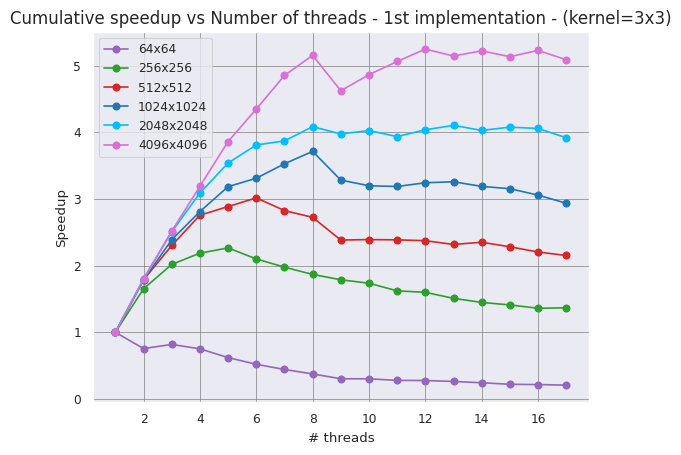 Cumulative speedup vs Number of threads - 1st implementation - (kernel=3x3)
64x64
256x256
512x512
1024x1024
2048x2048
4096x4096
Speedup
5
4
3
2
1
0
2 4 6 8 10 12 14 16
# threads